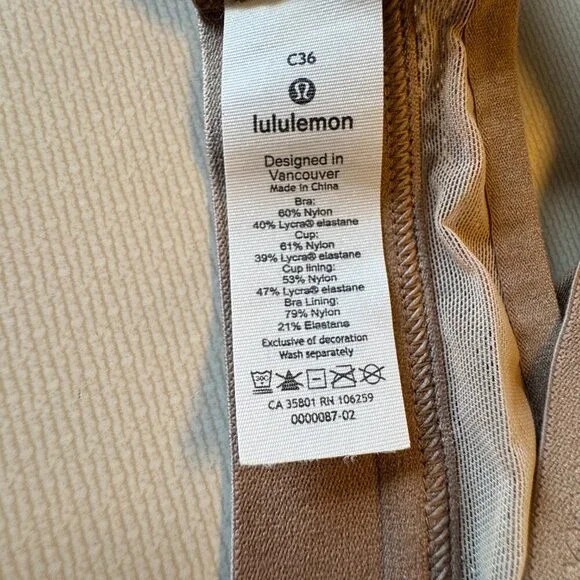 C36
lululemon
Designed in
Vancouver
Made in China
Bra:
60% Nylon
40% Lycra® elastane
Cup:
61% Nylon
39% Lycra® elastane
Cup lining:
53% Nylon
47% Lycra® elastane
Bra Lining:
79% Nylon
21% Elastane
Exclusive of decoration
Wash separately
30C
CA 35801 RN 106259
0000087-02